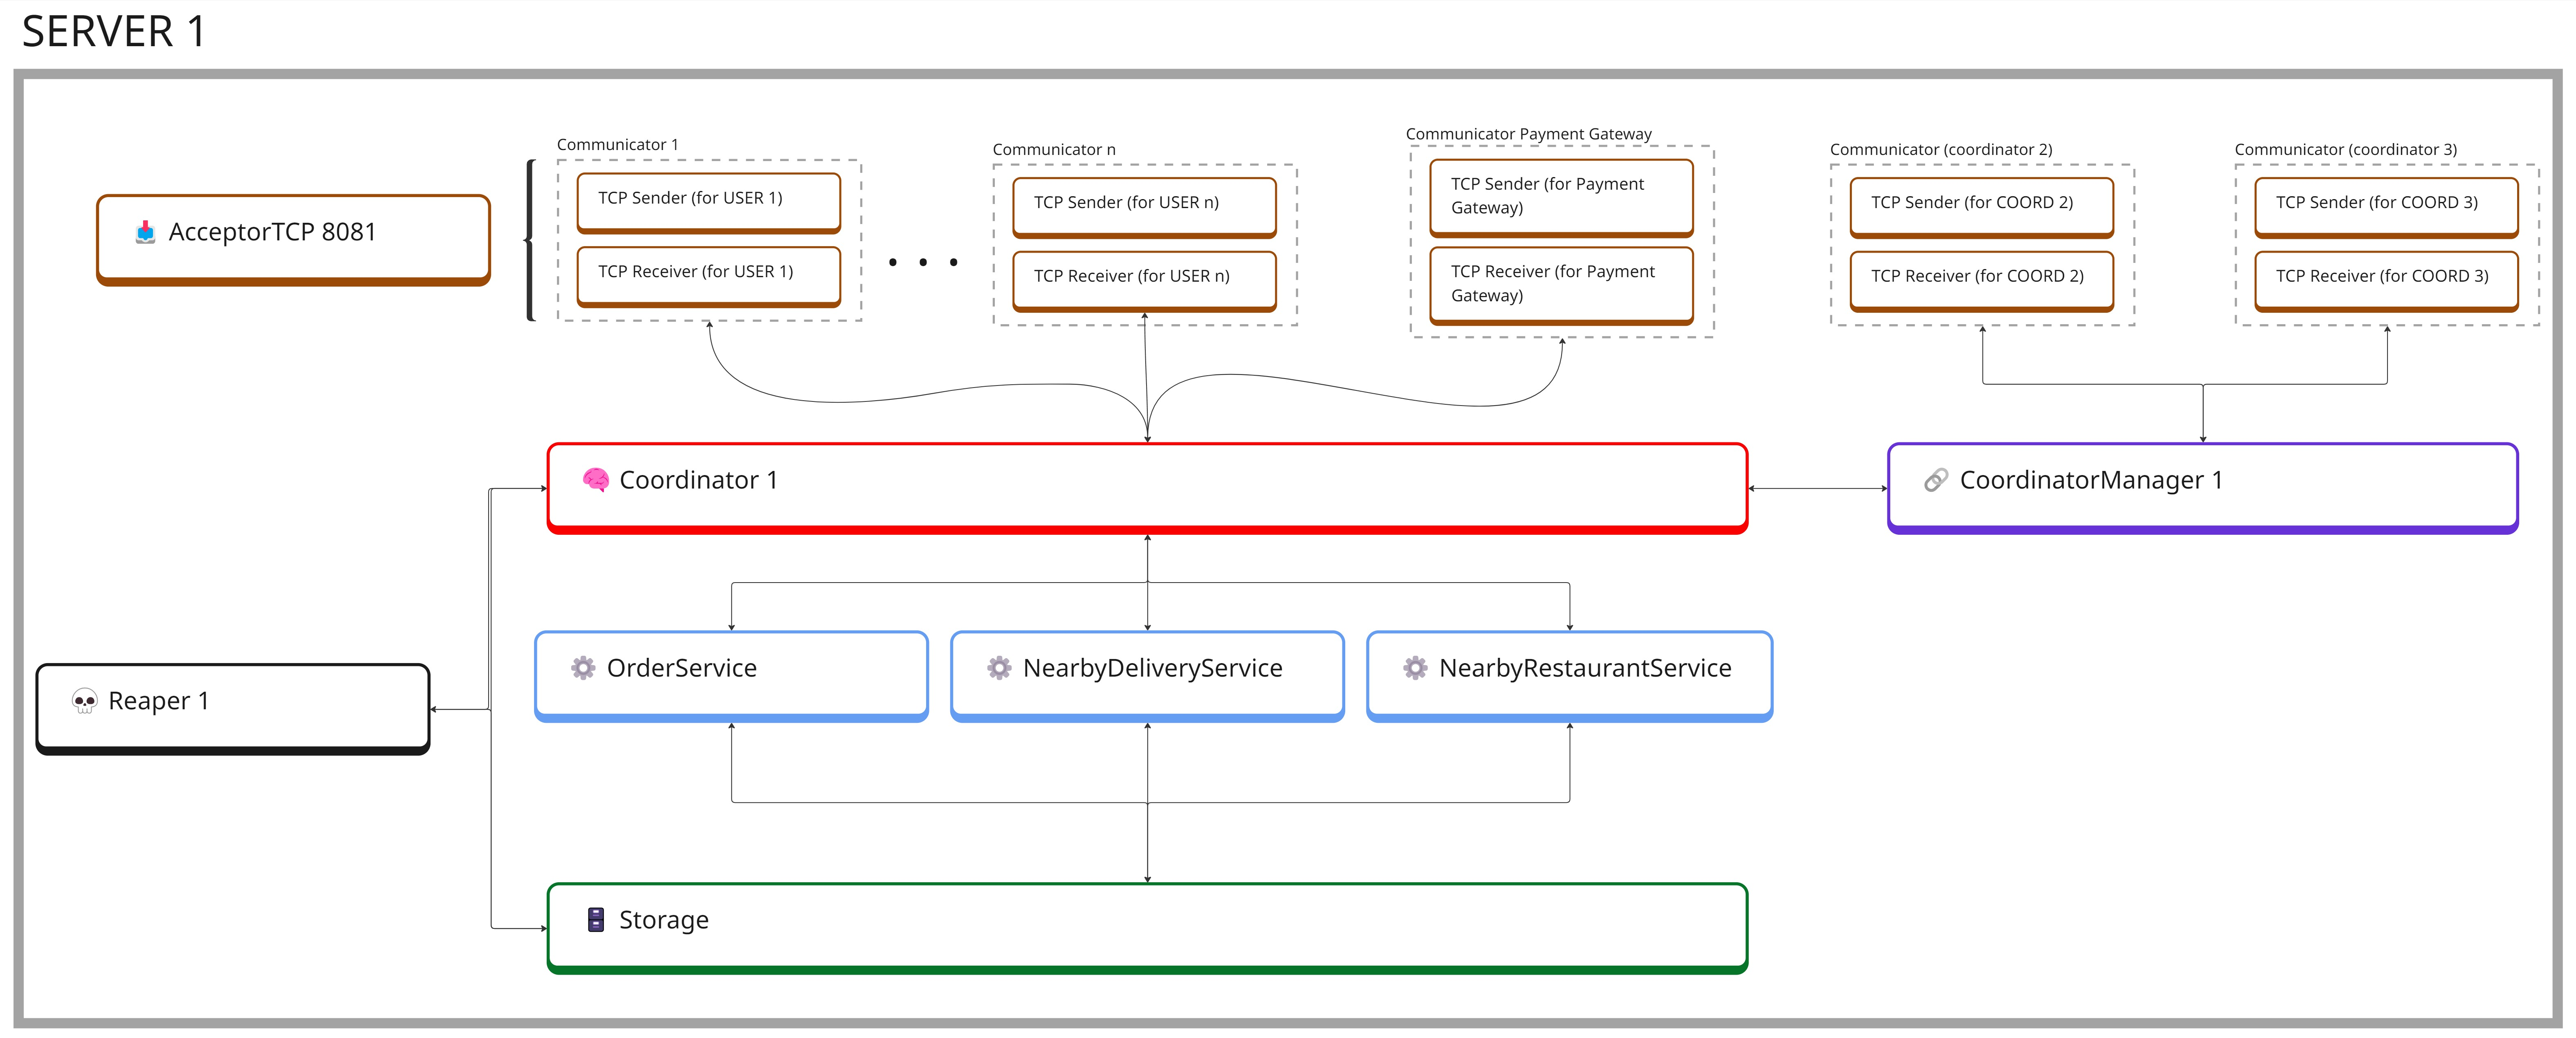 SERVER 1
Communicator 1
Communicator n
Communicator Payment Gateway
Communicator (coordinator 2)
Communicator (coordinator 3)
AcceptorTCP 8081
TCP Sender (for USER 1)
TCP Receiver (for USER 1)
. . .
TCP Sender (for USER n)
TCP Receiver (for USER n)
TCP Sender (for Payment
Gateway)
TCP Receiver (for Payment
Gateway)
TCP Sender (for COORD 2)
TCP Receiver (for COORD 2)
TCP Sender (for COORD 3)
TCP Receiver (for COORD 3)
Coordinator 1
CoordinatorManager 1
Reaper 1
OrderService
NearbyDeliveryService
NearbyRestaurantService
Storage